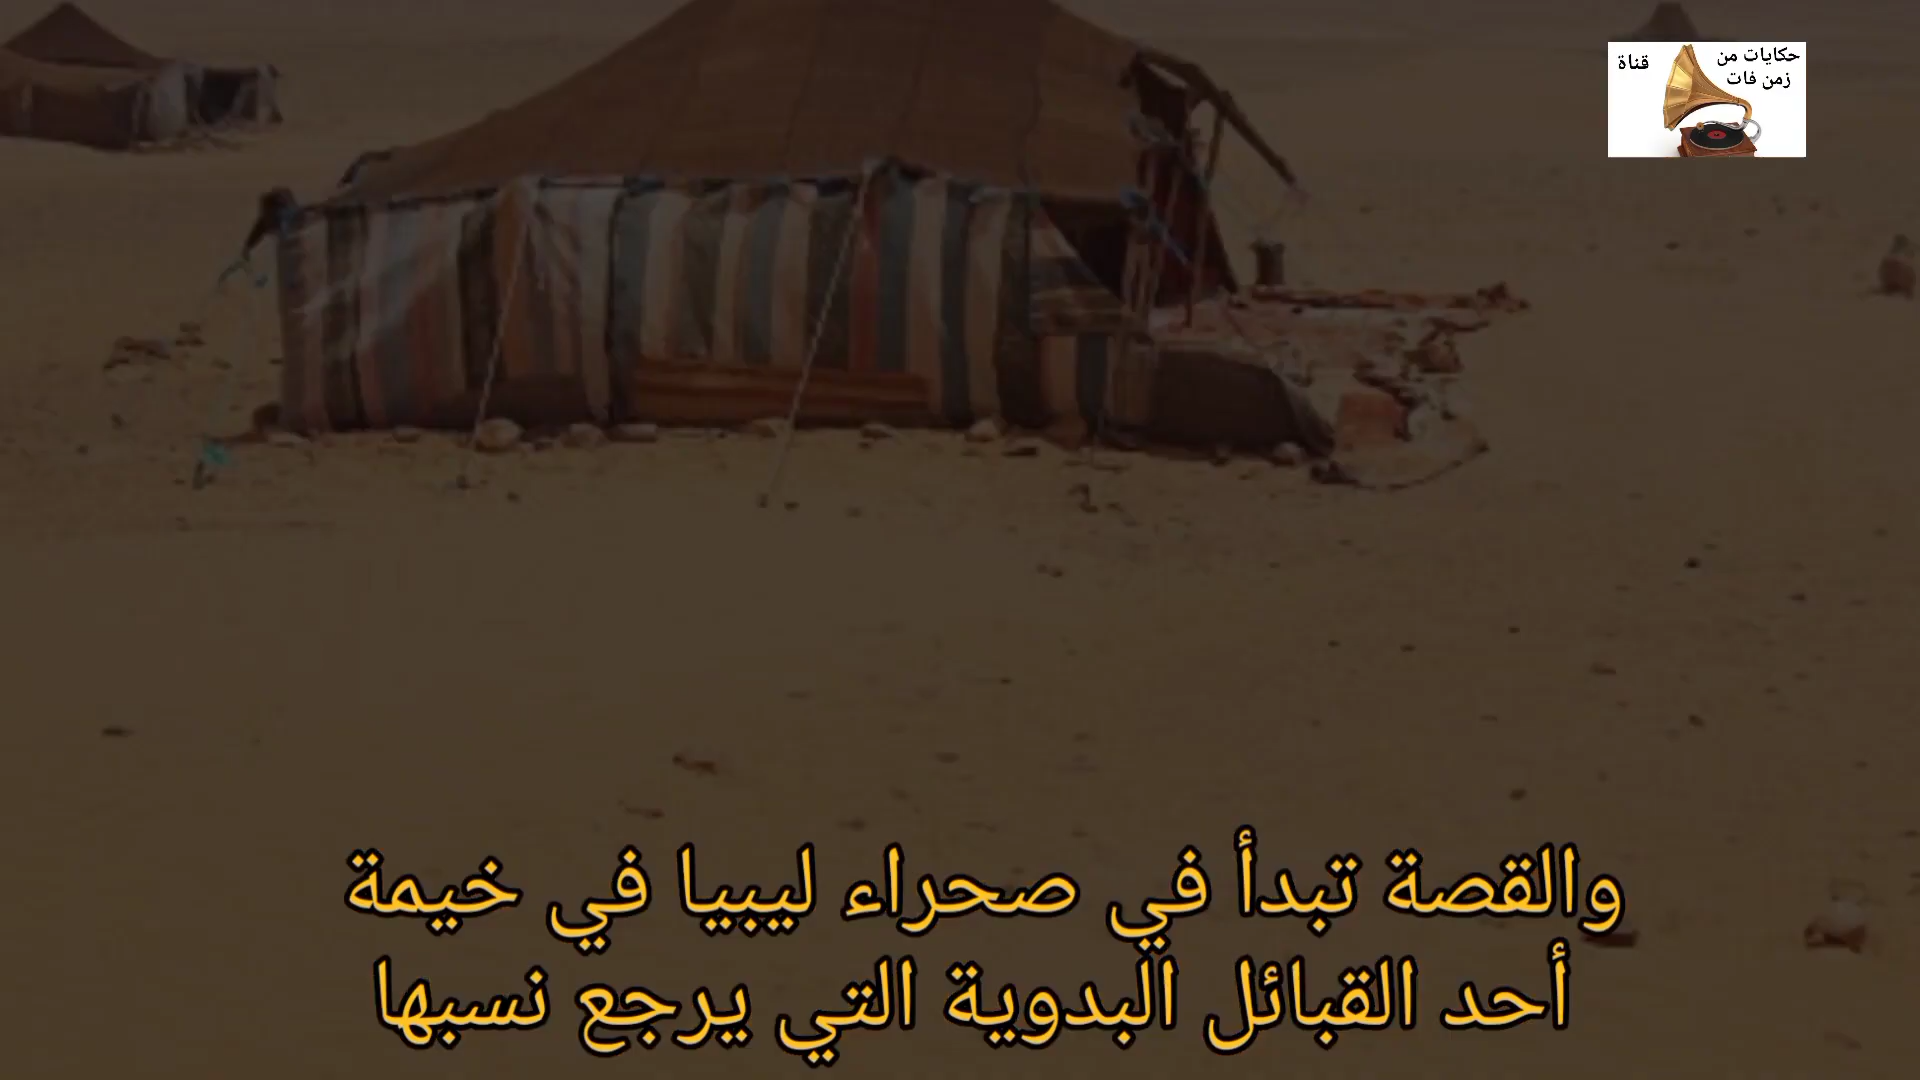 قناة
حكايات من
زمن فات
والقصة تبدأ في صحراء ليبيا في خيمة
أحد القبائل البدوية التي يرجع نسبها